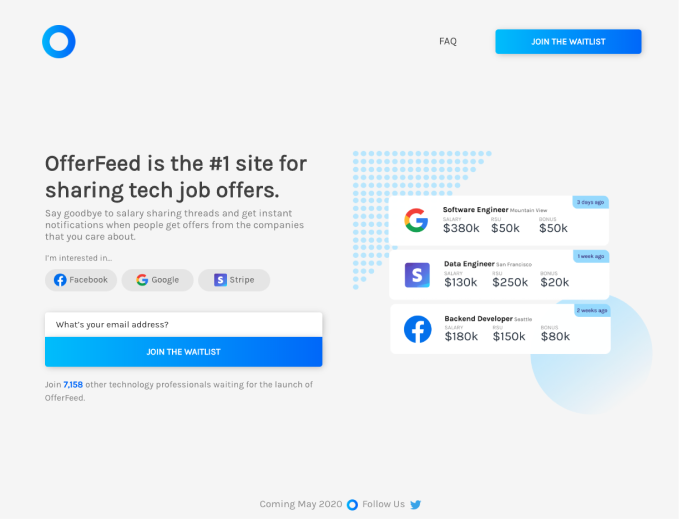 FAQ
JOIN THE WAITLIST
OfferFeed is the #1 site for
sharing tech job offers.
Say goodbye to salary sharing threads and get instant
notifications when people get offers from the companies
that you care about.
I'm interested in...
Facebook
Google
Stripe
What's your email address?
JOIN THE WAITLIST
Join 7,158 other technology professionals waiting for the launch of
OfferFeed.
3 days ago
Software Engineer Mountain View
SALARY RSU BONUS
$380k $50k $50k
1 week ago
Data Engineer San Francisco
SALARY RSU BONUS
$130k $250k $20k
2 weeks ago
Backend Developer Seattle
SALARY RSU BONUS
$180k $150k $80k
Coming May 2020 Follow Us